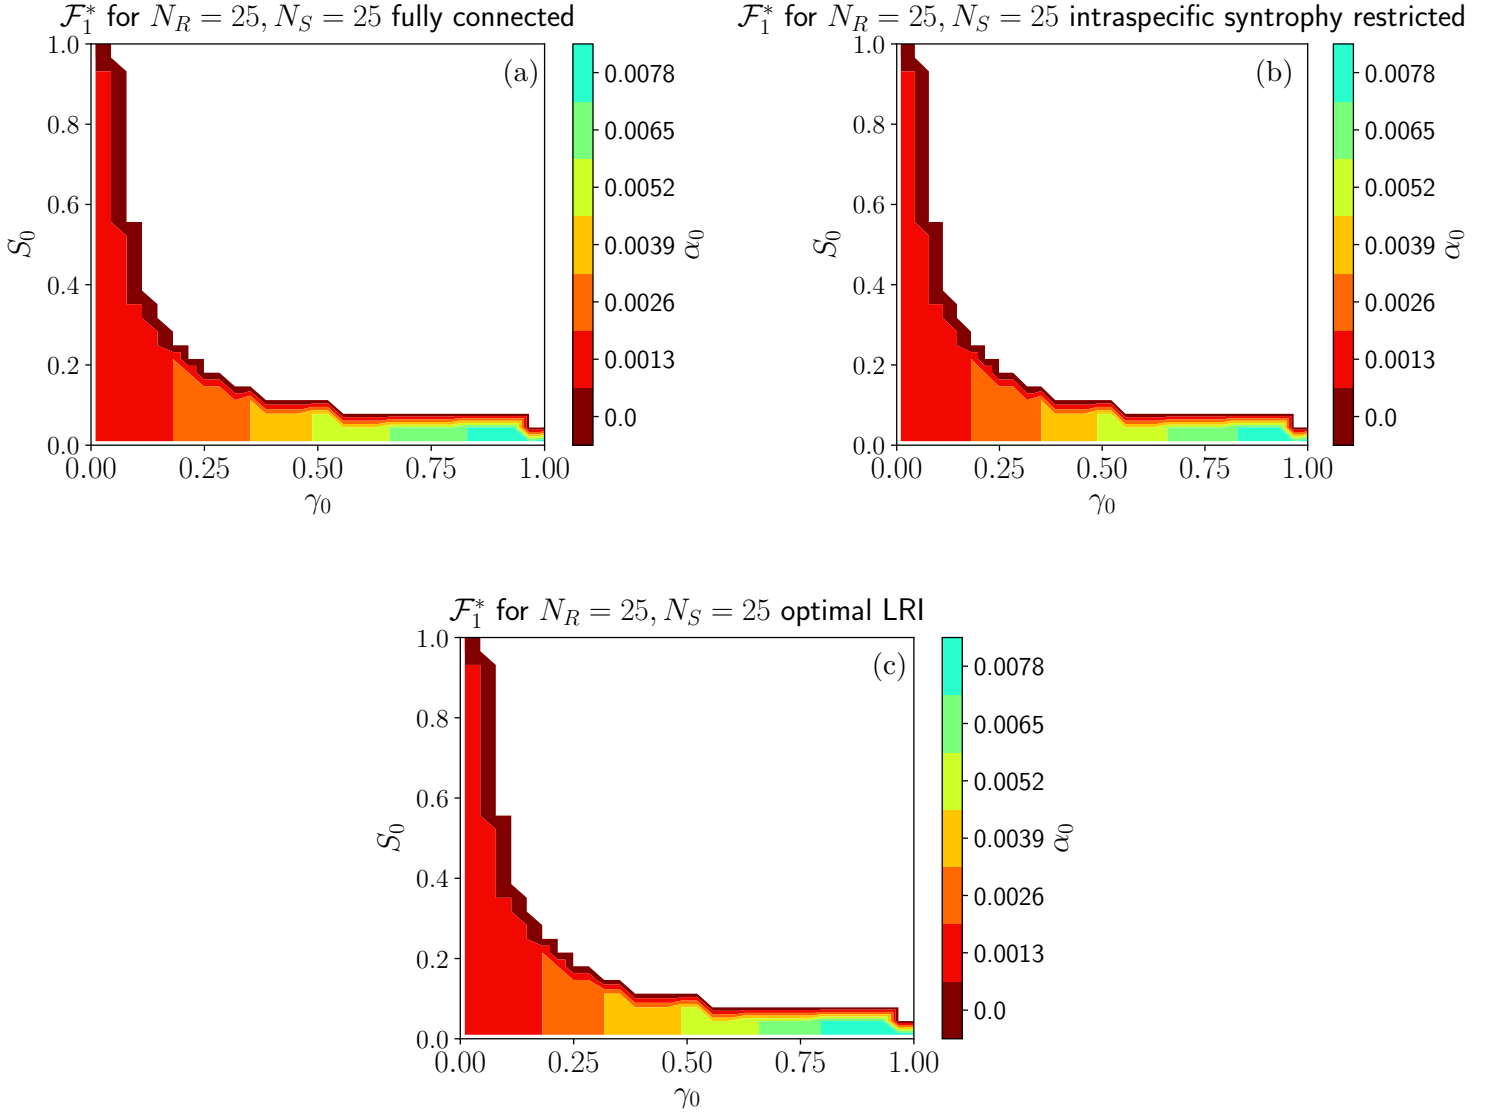 𝓕₁* for N_R = 25, N_S = 25 fully connected
(a)
S₀
1.0
0.8
0.6
0.4
0.2
0.0
0.00 0.25 0.50 0.75 1.00
γ₀
0.0078
0.0065
0.0052
0.0039
0.0026
0.0013
0.0
α₀
𝓕₁* for N_R = 25, N_S = 25 intraspecific syntrophy restricted
(b)
S₀
1.0
0.8
0.6
0.4
0.2
0.0
0.00 0.25 0.50 0.75 1.00
γ₀
0.0078
0.0065
0.0052
0.0039
0.0026
0.0013
0.0
α₀
𝓕₁* for N_R = 25, N_S = 25 optimal LRI
(c)
S₀
1.0
0.8
0.6
0.4
0.2
0.0
0.00 0.25 0.50 0.75 1.00
γ₀
0.0078
0.0065
0.0052
0.0039
0.0026
0.0013
0.0
α₀